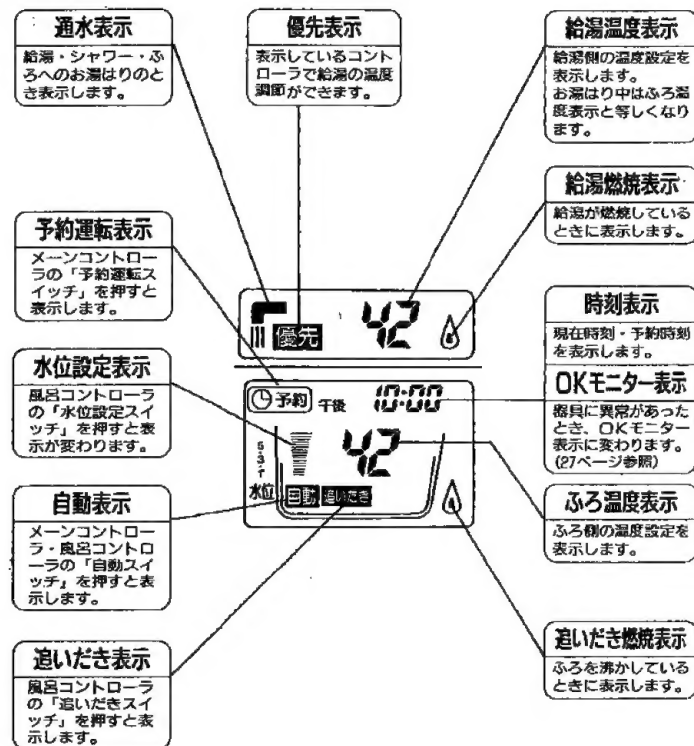 通水表示
給湯・シャワー・ふ
ろへのお湯はりのと
き表示します。
優先表示
表示しているコント
ローラで給湯の温度
調節ができます。
給湯温度表示
給湯側の温度設定を
表示します。
お湯はり中はふろ温
度表示と等しくなり
ます。
給湯燃焼表示
給湯が燃焼している
ときに表示します。
予約運転表示
メーンコントロー
ラの「予約運転ス
イッチ」を押すと
表示します。
時刻表示
現在時刻・予約時刻
を表示します。
OKモニター表示
器具に異常があった
とき、OKモニター
表示に変わります。
(27ページ参照)
水位設定表示
風呂コントローラ
の「水位設定スイ
ッチ」を押すと表
示が変わります。
自動表示
メーンコントロー
ラ・風呂コントロ
ーラの「自動スイ
ッチ」を押すと表
示します。
ふろ温度表示
ふろ側の温度設定を
表示します。
追いだき表示
風呂コントローラ
の「追いだきスイ
ッチ」を押すと表
示します。
追いだき燃焼表示
ふろを沸かしている
ときに表示します。
優先 42
予約 午後 10:00
5・3・1
42
水位 自動 追いだき